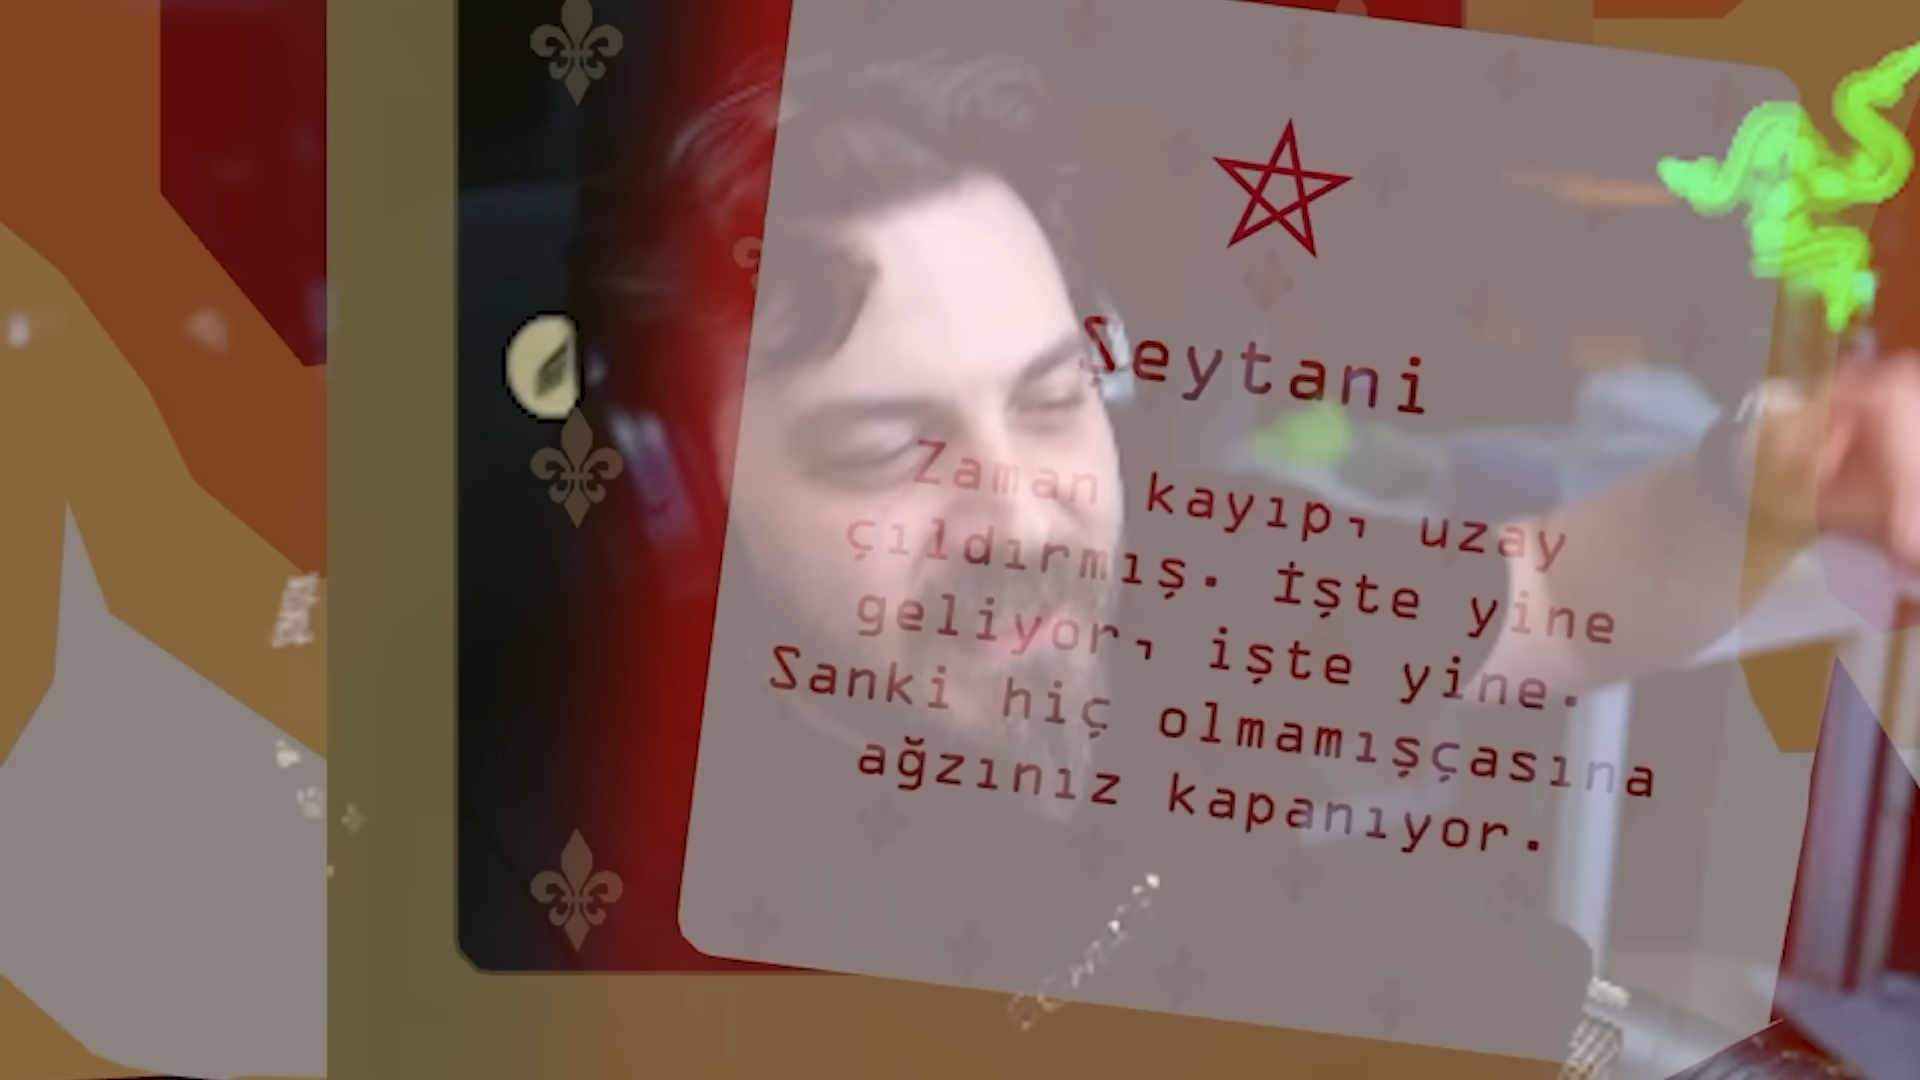 Şeytani
Zaman kayıp, uzay
çıldırmış. İşte yine
geliyor, işte yine.
Sanki hiç olmamışçasına
ağzınız kapanıyor.